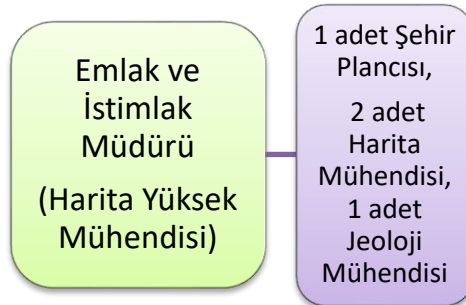 Emlak ve
İstimlak
Müdürü
(Harita Yüksek
Mühendisi)
1 adet Şehir
Plancısı,
2 adet
Harita
Mühendisi,
1 adet
Jeoloji
Mühendisi